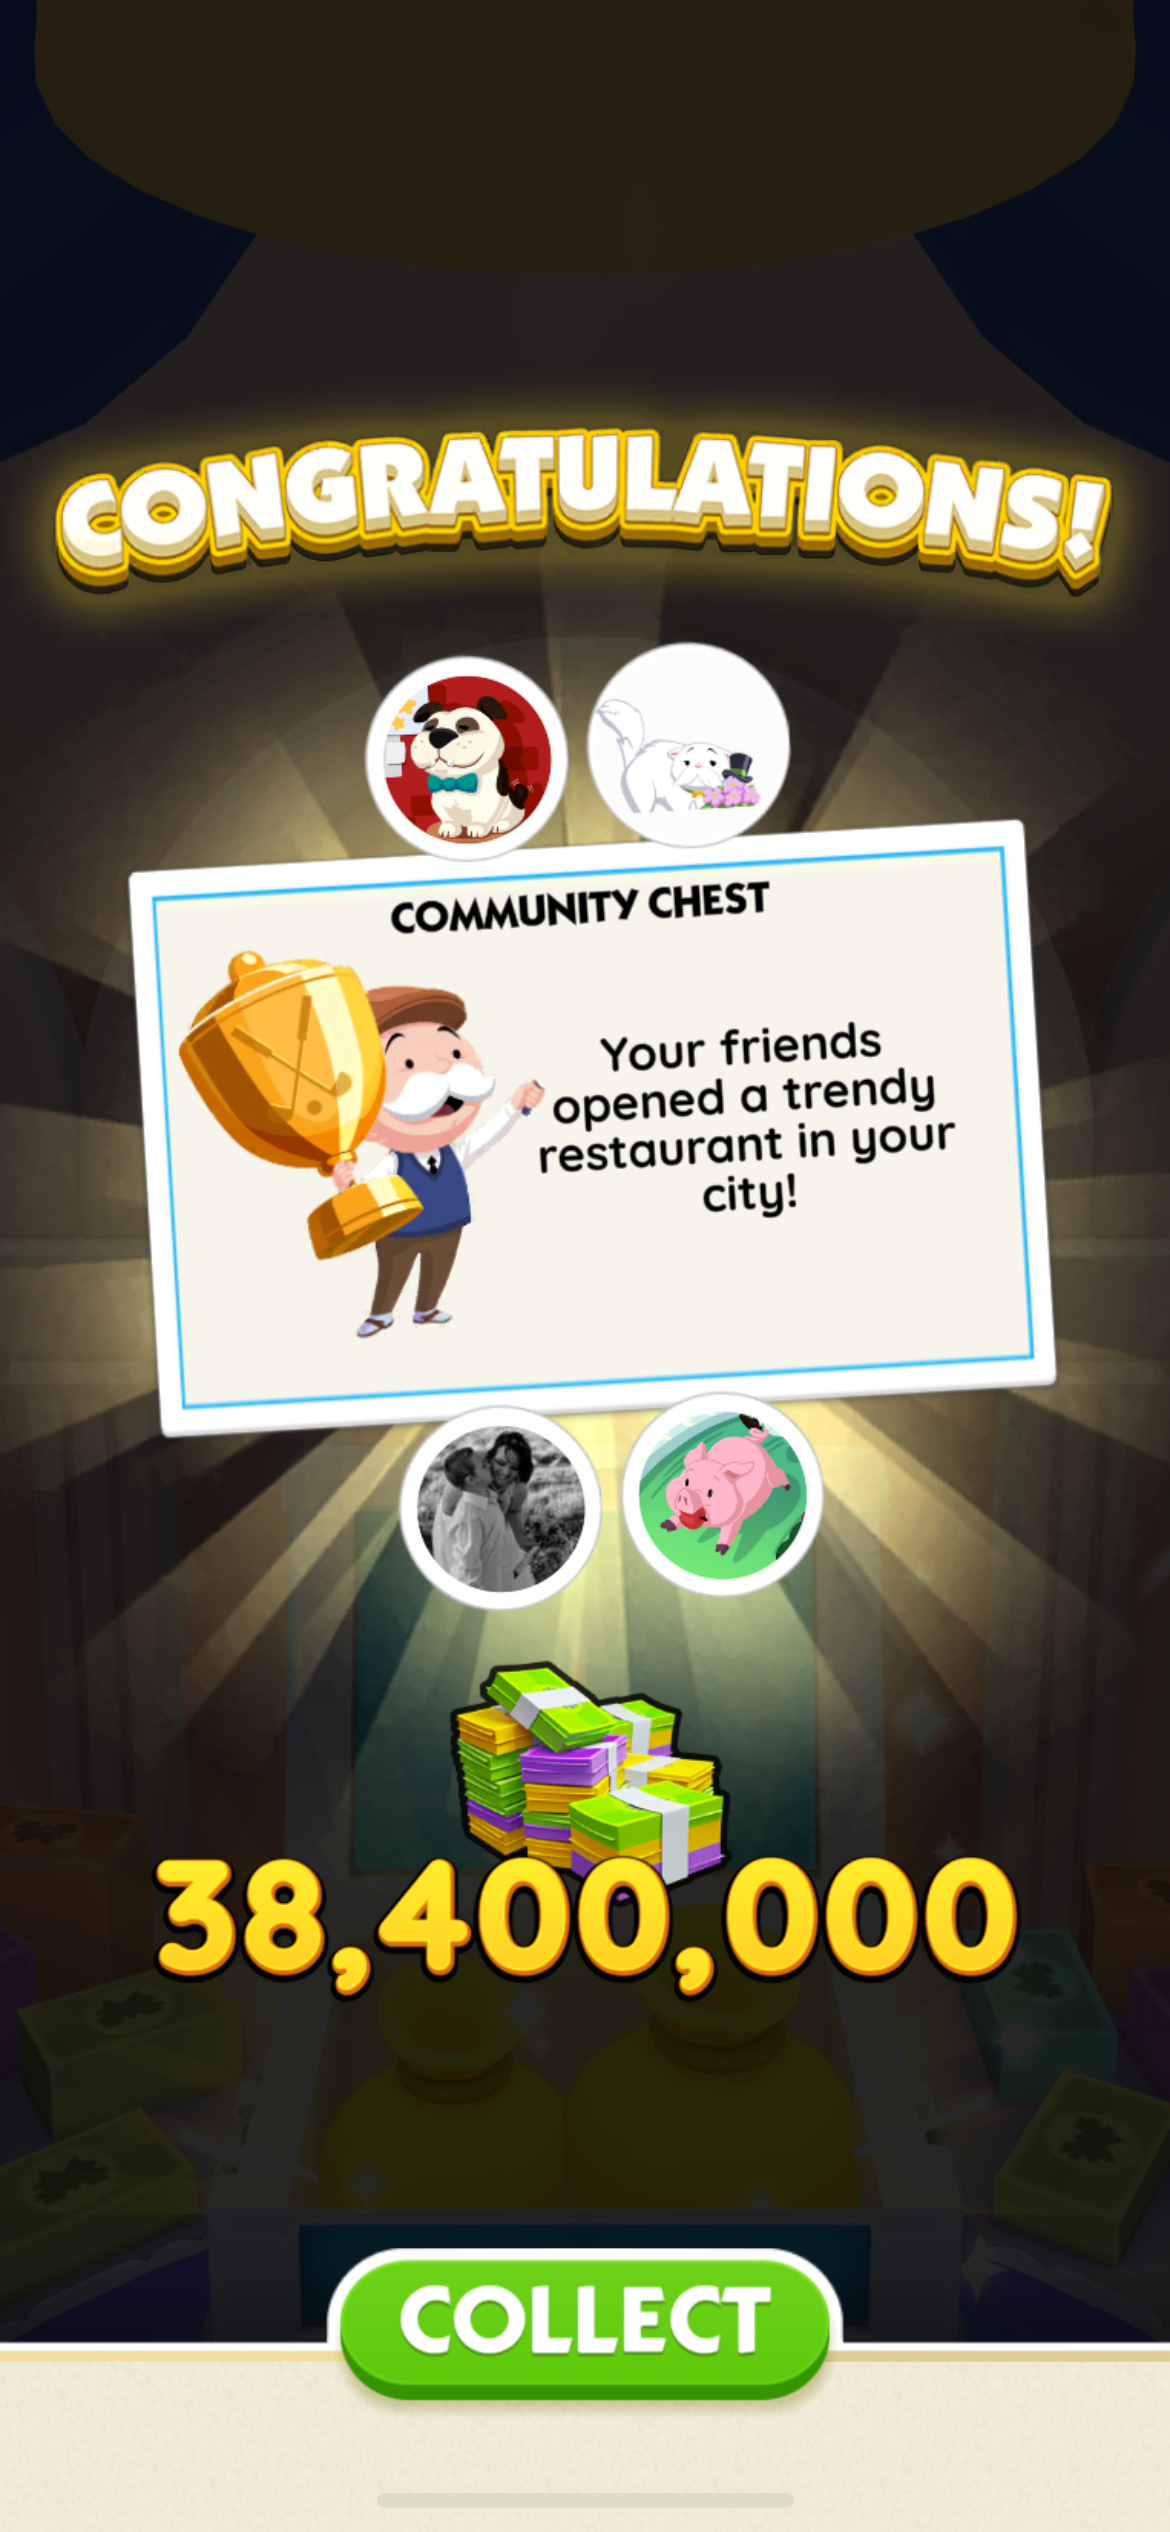 CONGRATULATIONS!
COMMUNITY CHEST
Your friends
opened a trendy
restaurant in your
city!
38,400,000
COLLECT